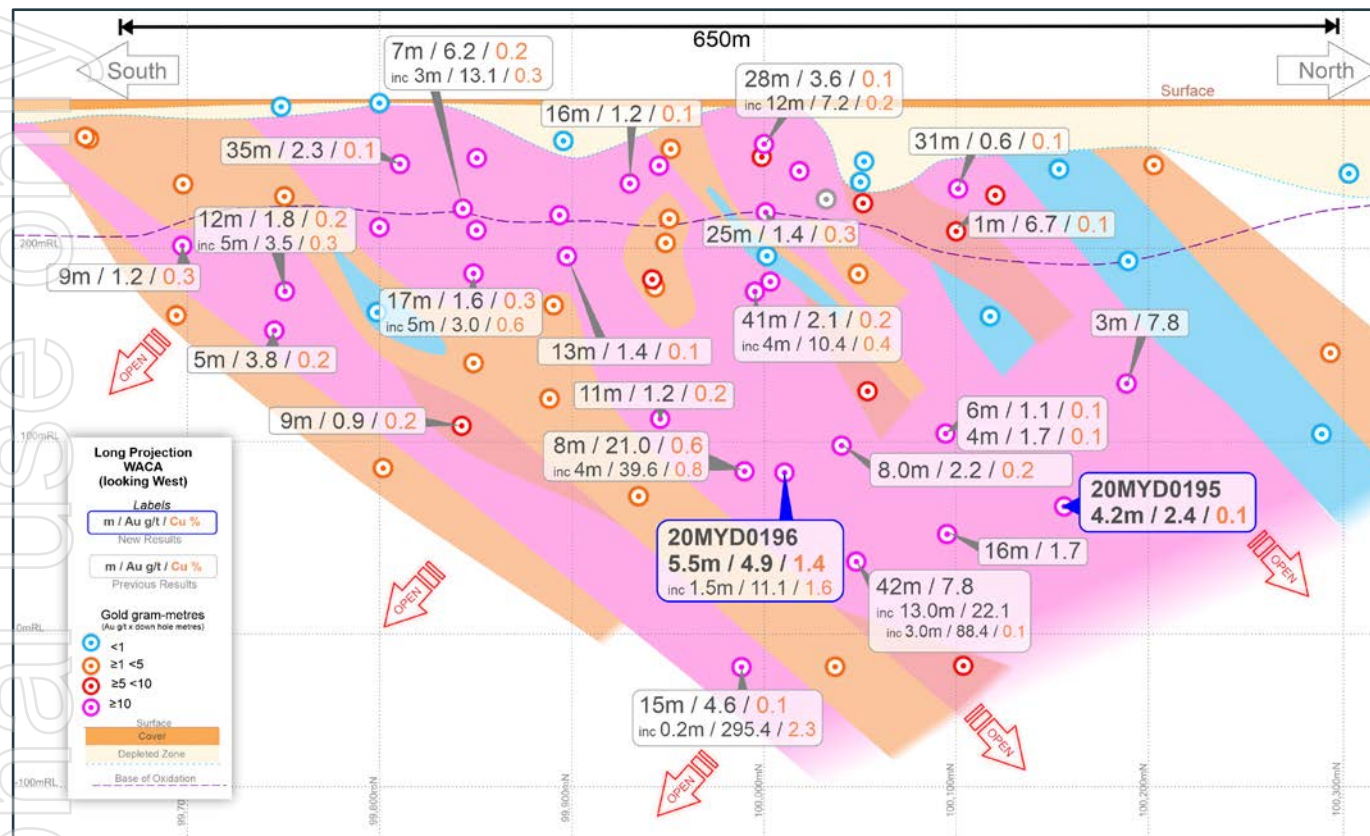 650m
South
North
Surface
7m / 6.2 / 0.2
inc 3m / 13.1 / 0.3
28m / 3.6 / 0.1
inc 12m / 7.2 / 0.2
16m / 1.2 / 0.1
35m / 2.3 / 0.1
31m / 0.6 / 0.1
12m / 1.8 / 0.2
inc 5m / 3.5 / 0.3
25m / 1.4 / 0.3
1m / 6.7 / 0.1
200mRL
9m / 1.2 / 0.3
17m / 1.6 / 0.3
inc 5m / 3.0 / 0.6
41m / 2.1 / 0.2
inc 4m / 10.4 / 0.4
3m / 7.8
5m / 3.8 / 0.2
13m / 1.4 / 0.1
OPEN
11m / 1.2 / 0.2
9m / 0.9 / 0.2
6m / 1.1 / 0.1
4m / 1.7 / 0.1
100mRL
8m / 21.0 / 0.6
inc 4m / 39.6 / 0.8
8.0m / 2.2 / 0.2
20MYD0195
4.2m / 2.4 / 0.1
20MYD0196
5.5m / 4.9 / 1.4
inc 1.5m / 11.1 / 1.6
16m / 1.7
OPEN
OPEN
42m / 7.8
inc 13.0m / 22.1
inc 3.0m / 88.4 / 0.1
0mRL
15m / 4.6 / 0.1
inc 0.2m / 295.4 / 2.3
OPEN
OPEN
-100mRL
Long Projection
WACA
(looking West)
Labels
m / Au g/t / Cu %
New Results
m / Au g/t / Cu %
Previous Results
Gold gram-metres
(Au g/t x down hole metres)
<1
≥1 <5
≥5 <10
≥10
Surface
Cover
Depleted Zone
Base of Oxidation
99,800mN
99,900mN
100,000mN
100,100mN
100,200mN
100,300mN